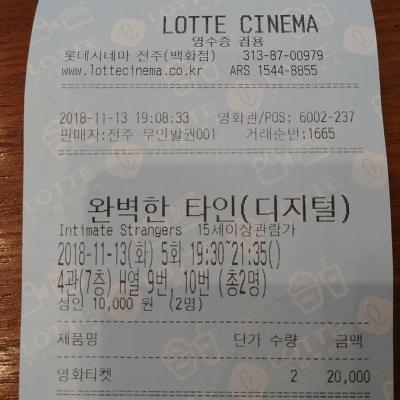 LOTTE CINEMA
영수증 겸용
롯데시네마 전주(백화점) 313-87-00979
www.lottecinema.co.kr ARS 1544-8855
2018-11-13 19:08:33 영화관/POS: 6002-237
판매자:전주 무인발권001 거래순번:1665
완벽한 타인(디지털)
Intimate Strangers 15세이상관람가
2018-11-13(화) 5회 19:30~21:35()
4관(7층) H열 9번, 10번 (총2명)
성인 10,000 원 (2명)
제품명 단가 수량 금액
영화티켓 2 20,000